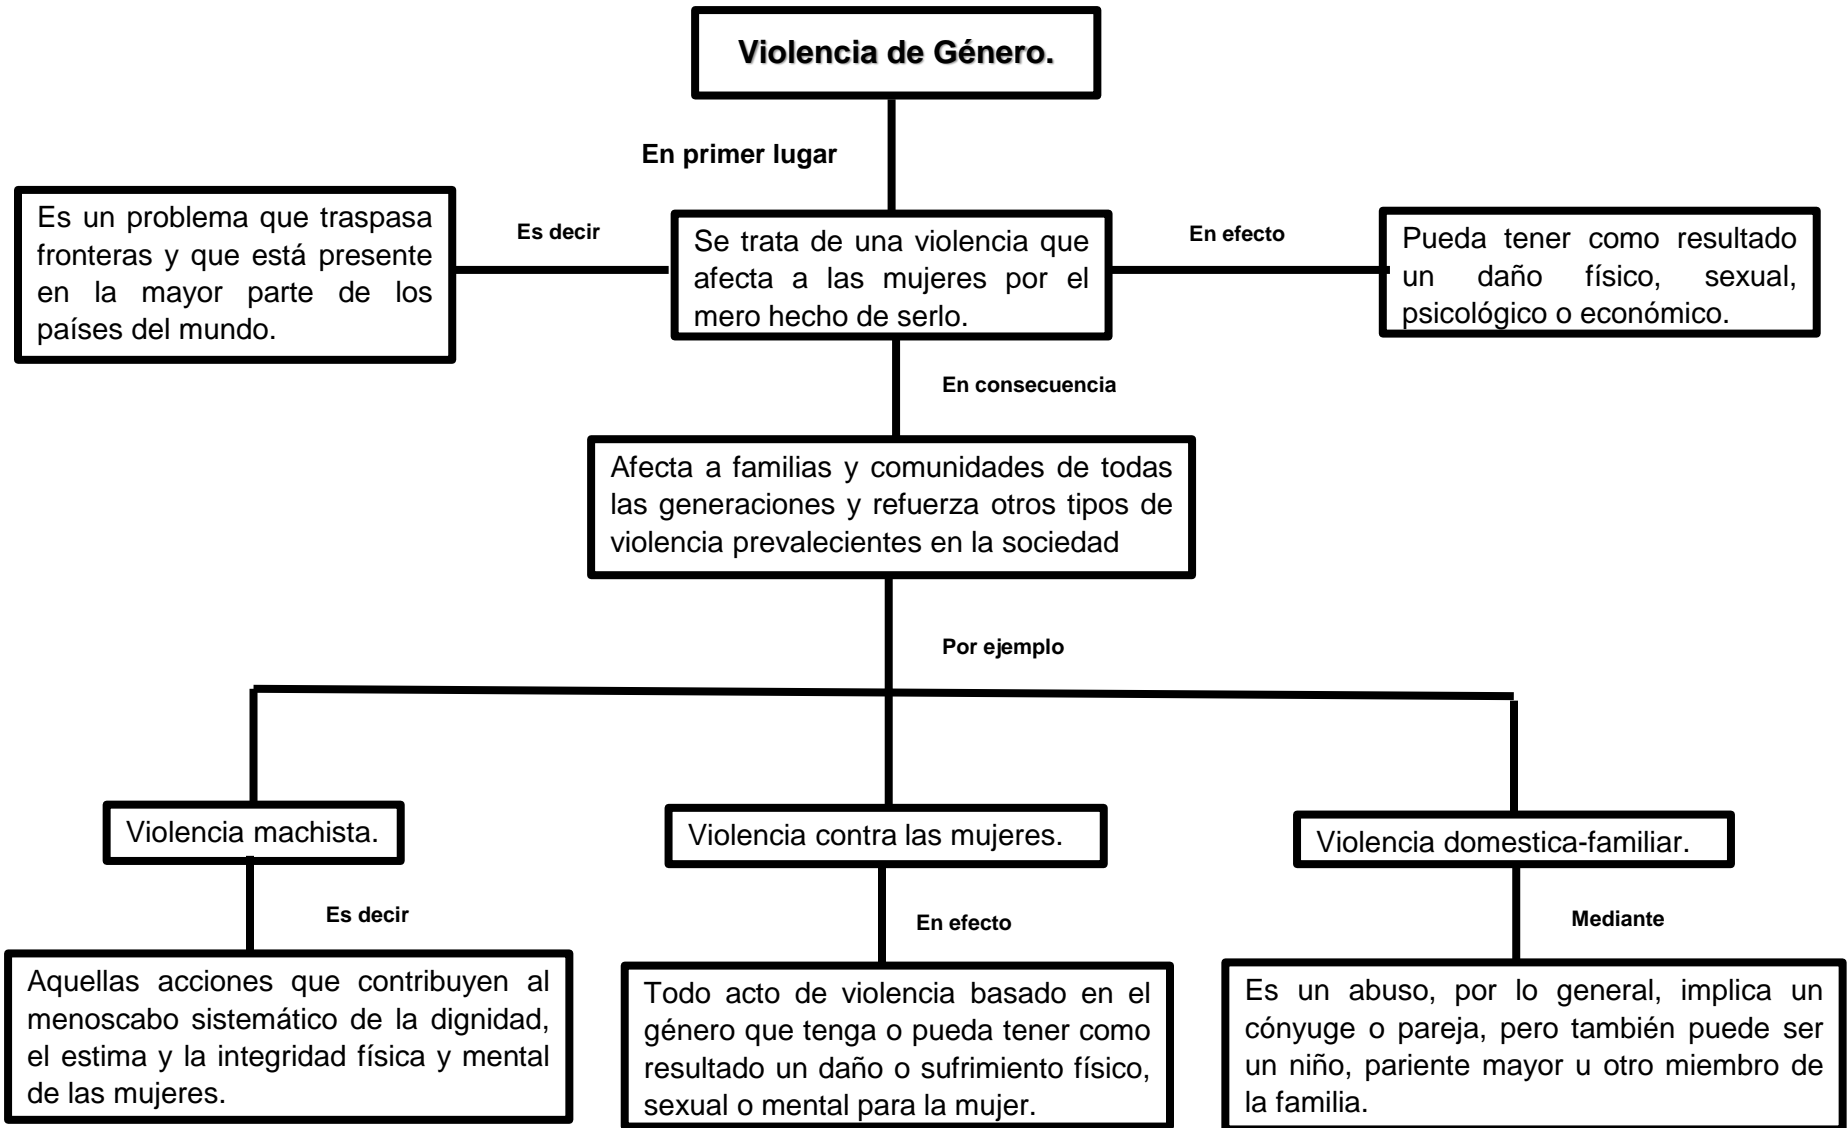 Violencia de Género.
En primer lugar
Es un problema que traspasa
fronteras y que está presente
en la mayor parte de los
países del mundo.
Es decir
Se trata de una violencia que
afecta a las mujeres por el
mero hecho de serlo.
En efecto
Pueda tener como resultado
un daño físico, sexual,
psicológico o económico.
En consecuencia
Afecta a familias y comunidades de todas
las generaciones y refuerza otros tipos de
violencia prevalecientes en la sociedad
Por ejemplo
Violencia machista.
Violencia contra las mujeres.
Violencia domestica-familiar.
Es decir
En efecto
Mediante
Aquellas acciones que contribuyen al
menoscabo sistemático de la dignidad,
el estima y la integridad física y mental
de las mujeres.
Todo acto de violencia basado en el
género que tenga o pueda tener como
resultado un daño o sufrimiento físico,
sexual o mental para la mujer.
Es un abuso, por lo general, implica un
cónyuge o pareja, pero también puede ser
un niño, pariente mayor u otro miembro de
la familia.